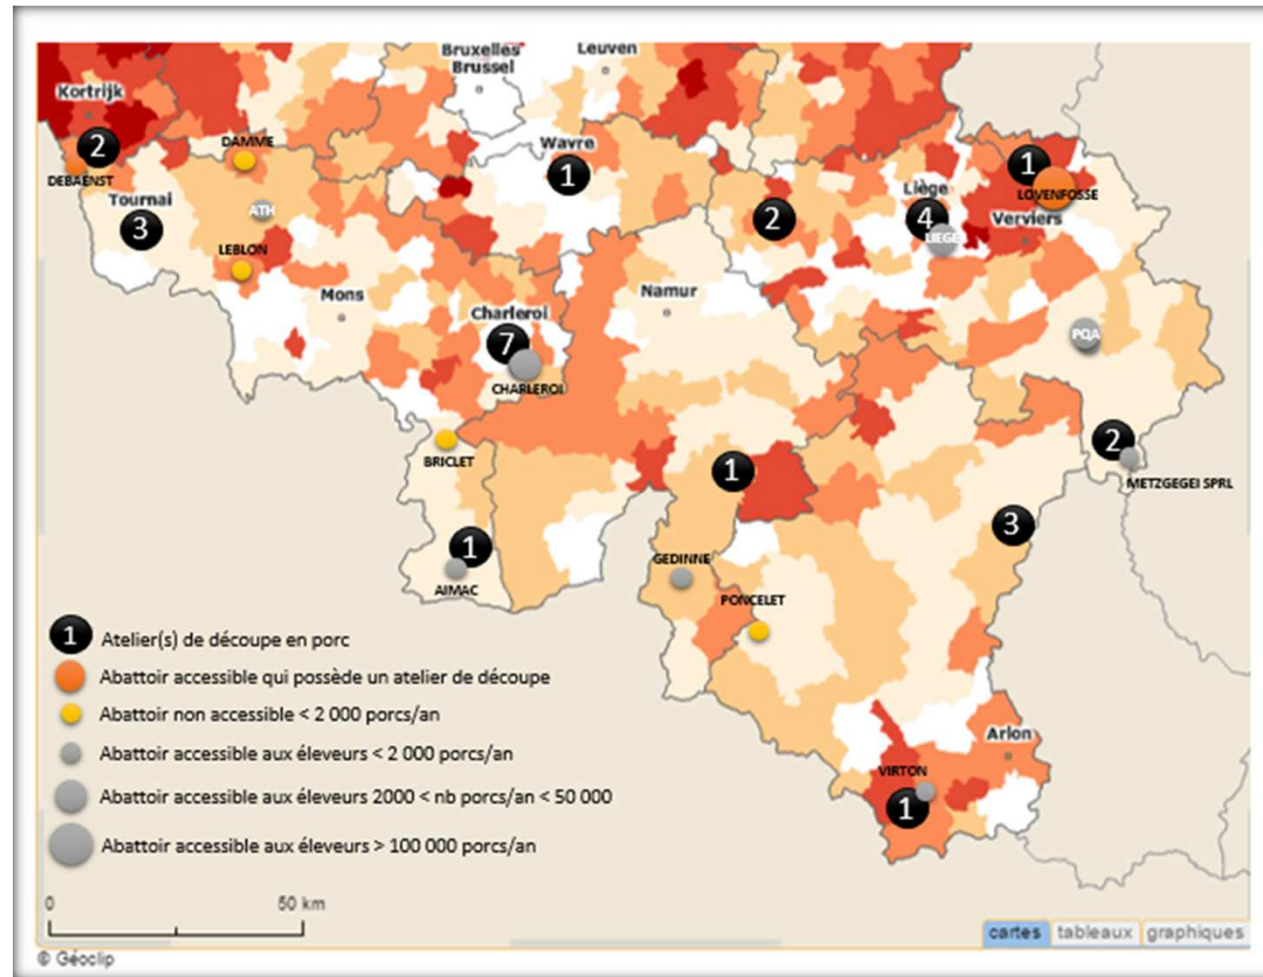 Bruxelles
Brussel
Leuven
Kortrijk
2
DAMME
DEBAENST
Wavre
1
1
LOVENFOSSE
Tournai
3
ATH
2
Liège
4
LIEGE
Verviers
LEBLON
Mons
Namur
Charleroi
7
CHARLEROI
PQA
BRICLET
1
2
METZGEGEI SPRL
3
1
AIMAC
GEDINNE
PONCELET
Arlon
VIRTON
1
1 Atelier(s) de découpe en porc
Abattoir accessible qui possède un atelier de découpe
Abattoir non accessible < 2 000 porcs/an
Abattoir accessible aux éleveurs < 2 000 porcs/an
Abattoir accessible aux éleveurs 2000 < nb porcs/an < 50 000
Abattoir accessible aux éleveurs > 100 000 porcs/an
0 50 km
cartes tableaux graphiques
© Géoclip